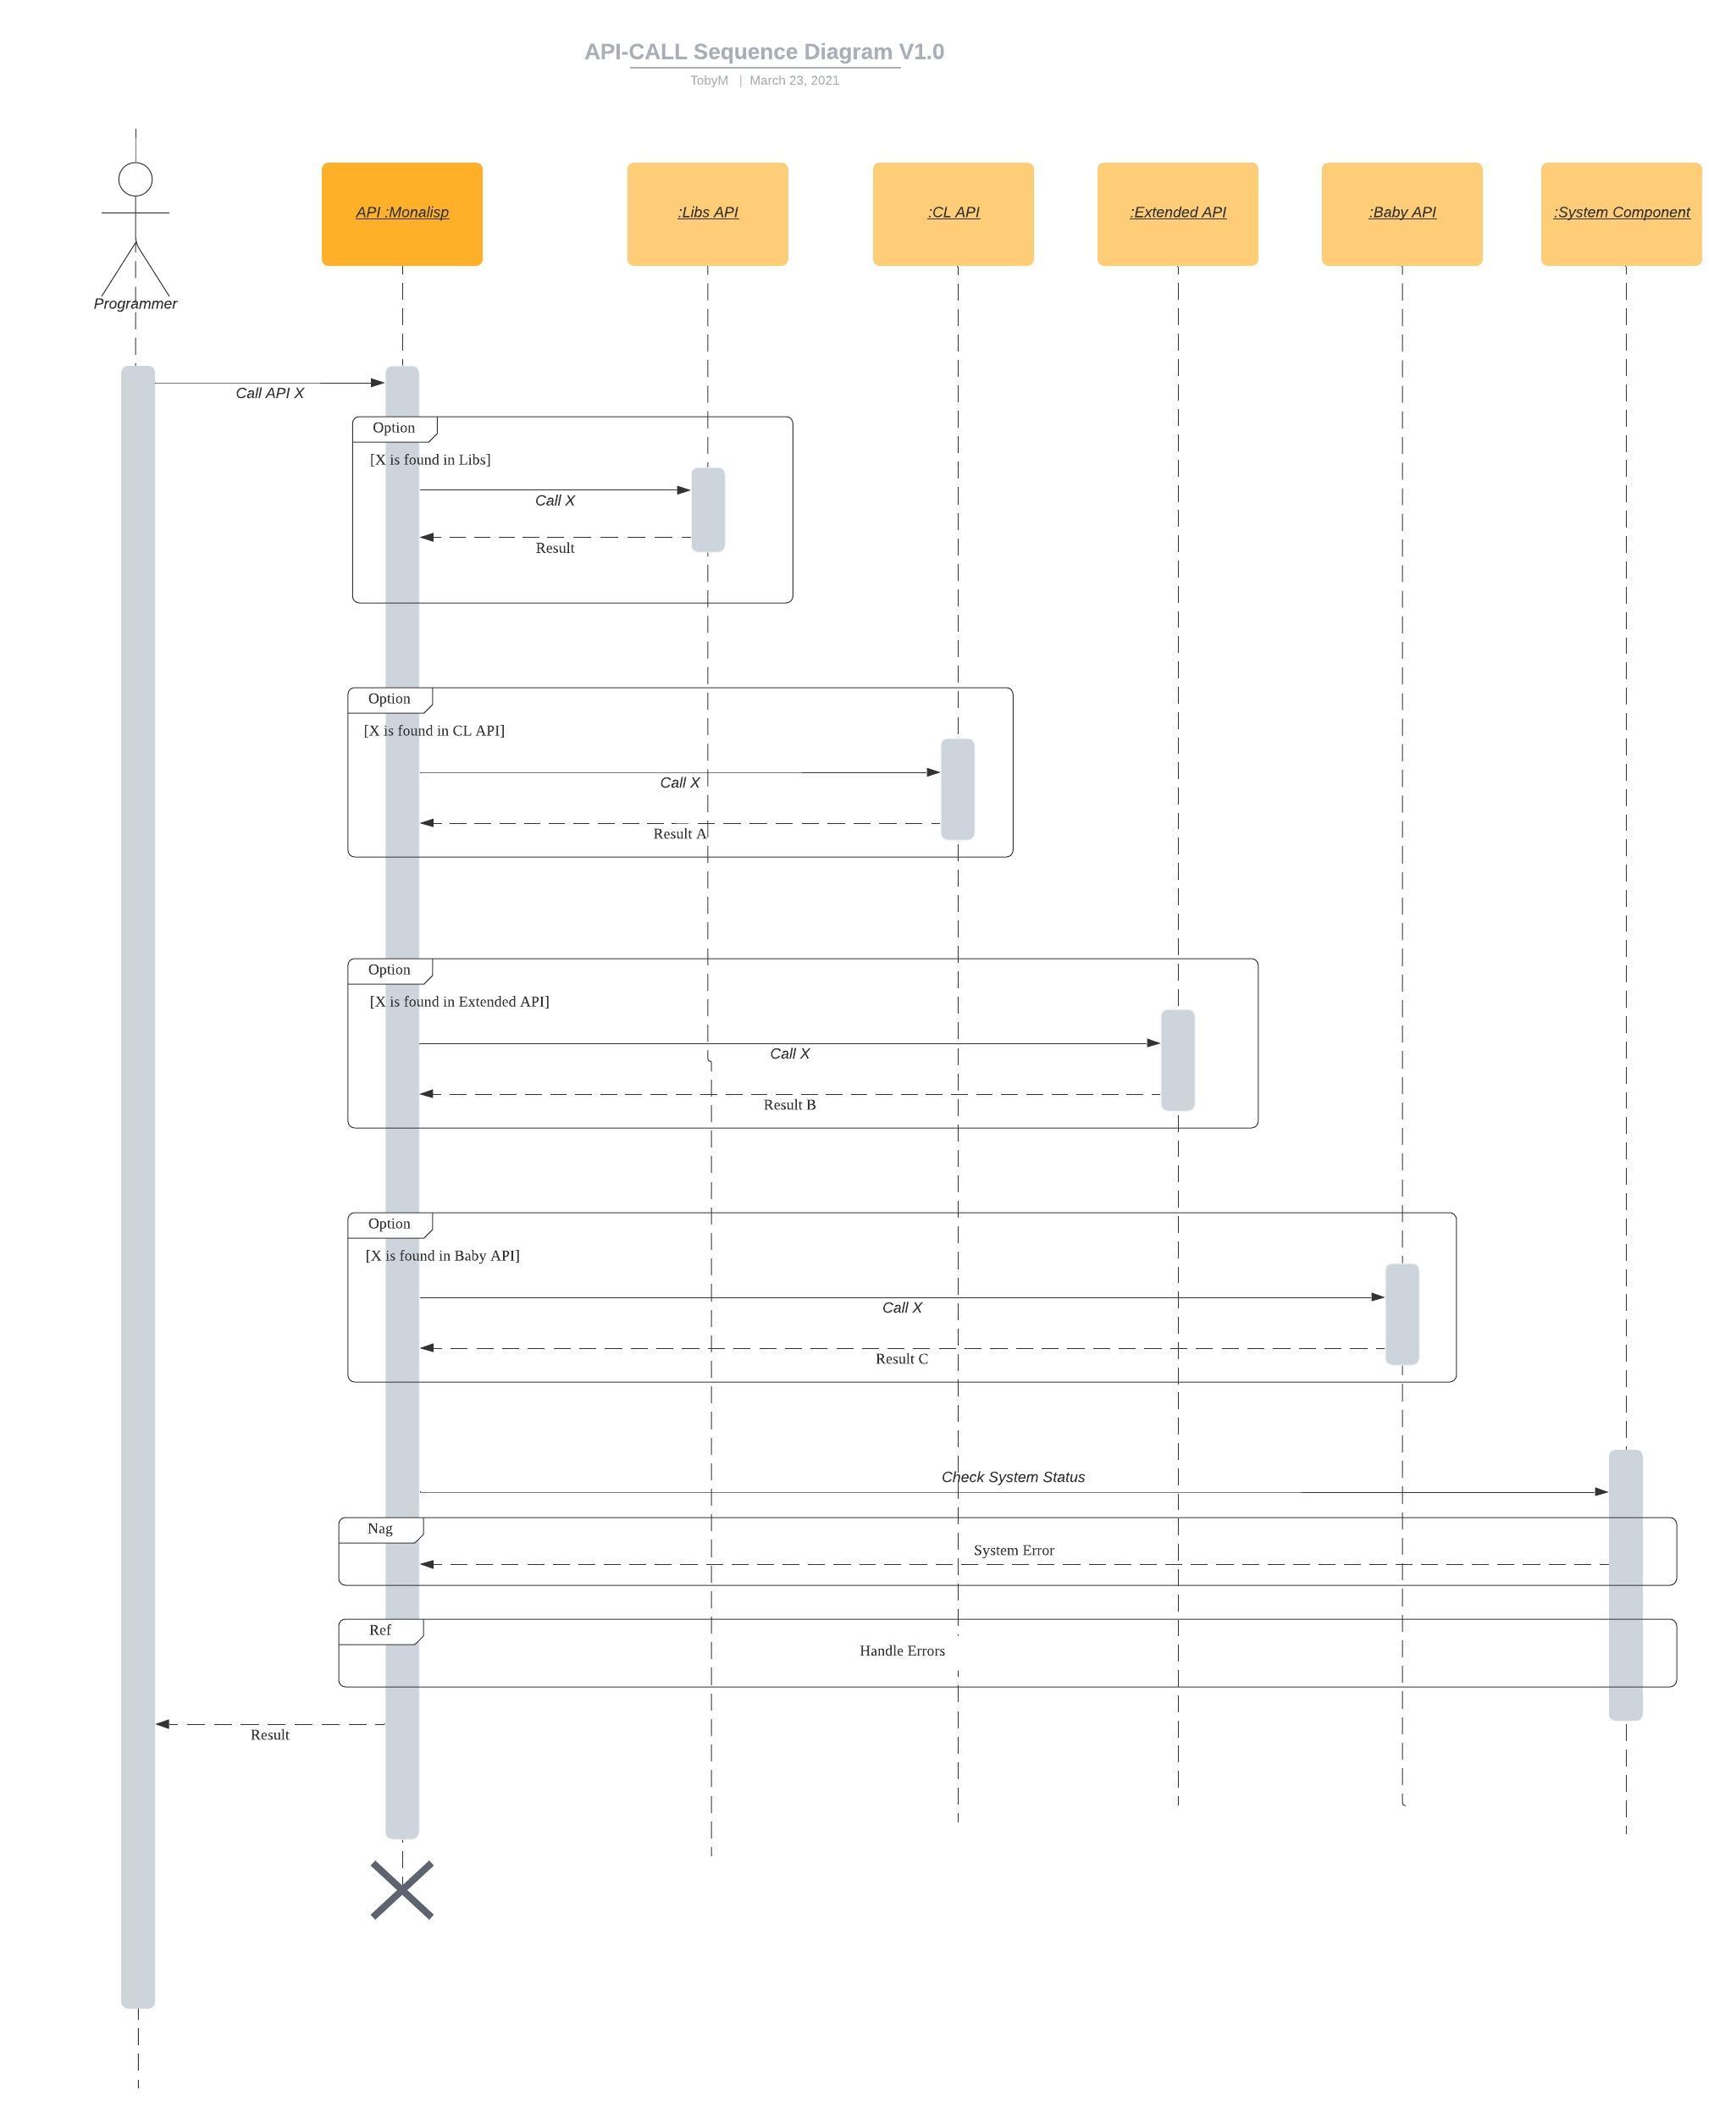 API-CALL Sequence Diagram V1.0
TobyM | March 23, 2021
Programmer
API :Monalisp
:Libs API
:CL API
:Extended API
:Baby API
:System Component
Call API X
Option
[X is found in Libs]
Call X
Result
Option
[X is found in CL API]
Call X
Result A
Option
[X is found in Extended API]
Call X
Result B
Option
[X is found in Baby API]
Call X
Result C
Check System Status
Nag
System Error
Ref
Handle Errors
Result